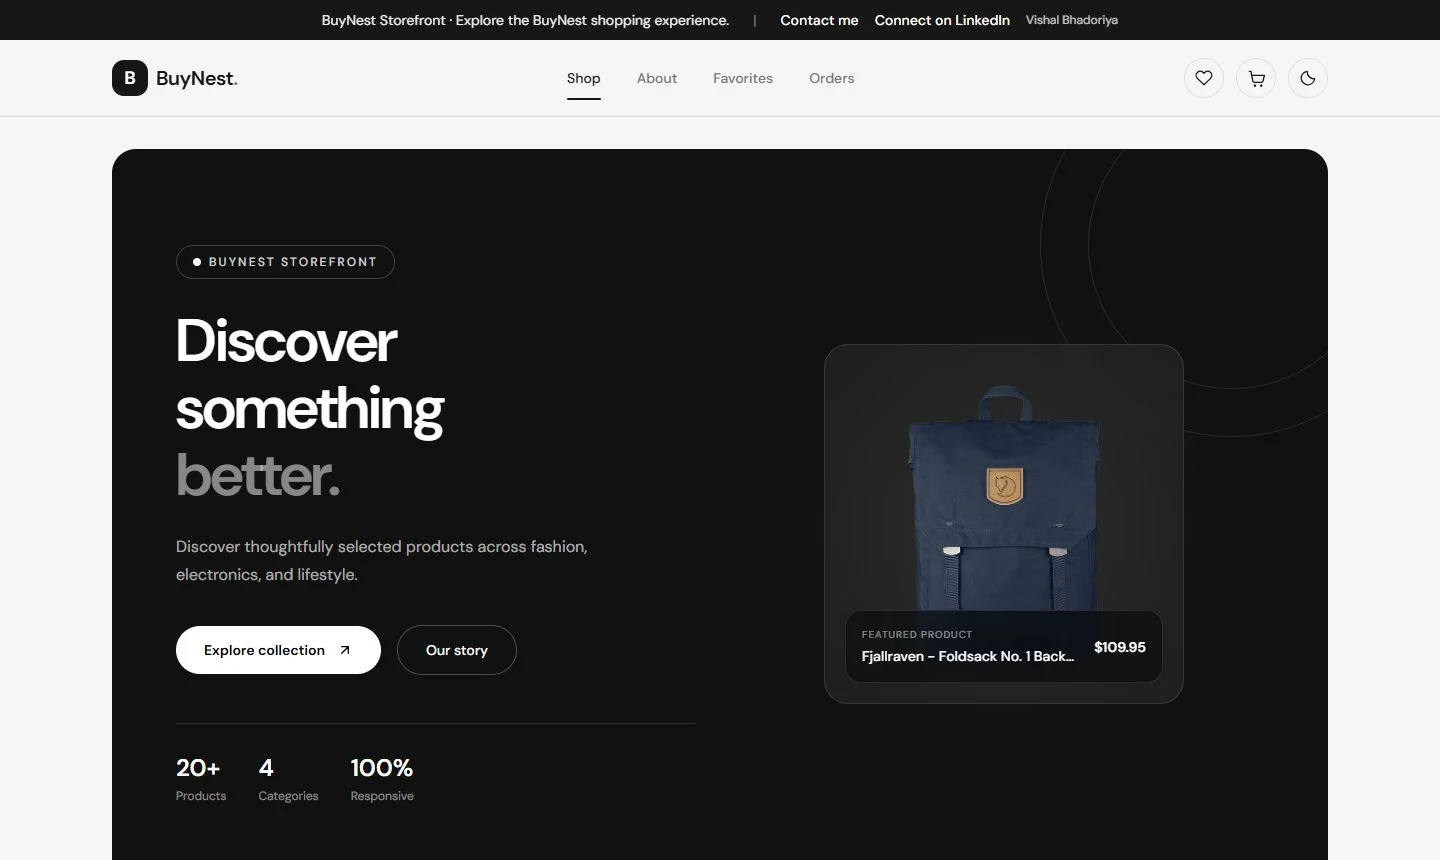 BuyNest Storefront · Explore the BuyNest shopping experience. | Contact me Connect on LinkedIn Vishal Bhadoriya
B BuyNest.
Shop About Favorites Orders
BUYNEST STOREFRONT
Discover
something
better.
Discover thoughtfully selected products across fashion,
electronics, and lifestyle.
Explore collection Our story
20+ 4 100%
Products Categories Responsive
FEATURED PRODUCT
Fjallraven - Foldsack No. 1 Back...
$109.95